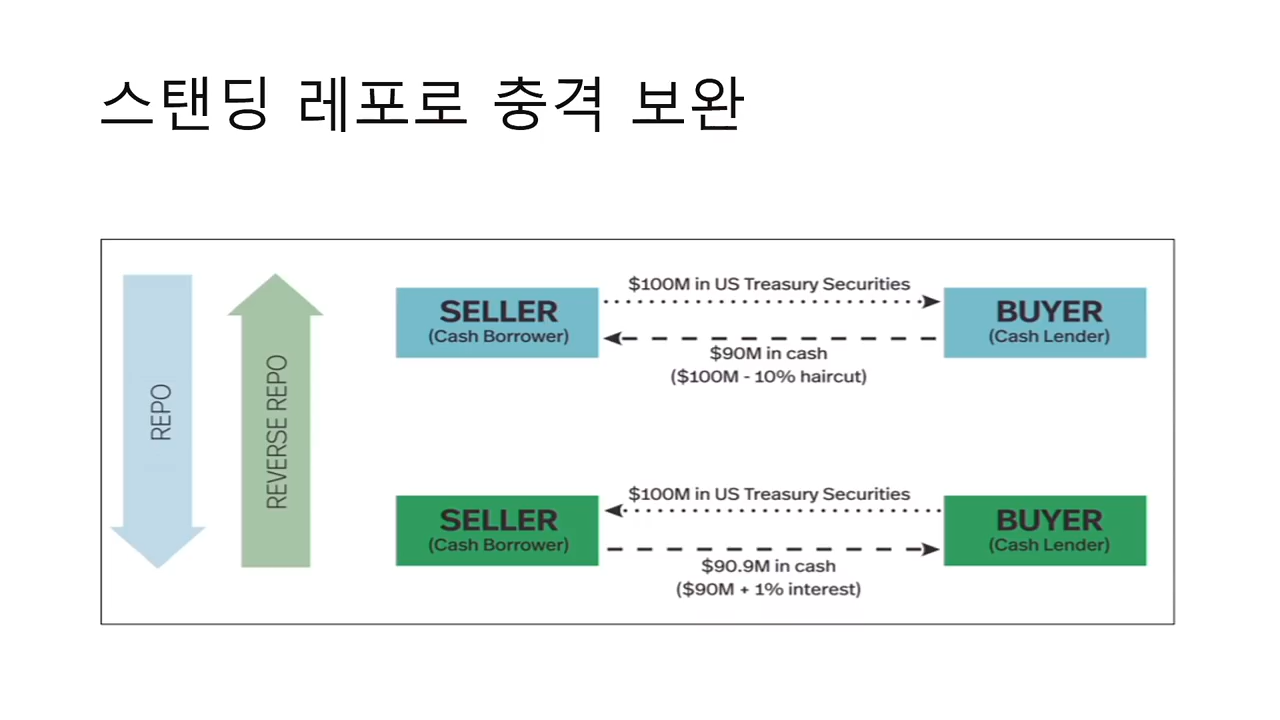 스탠딩 레포로 충격 보완
REPO
REVERSE REPO
SELLER
(Cash Borrower)
$100M in US Treasury Securities
$90M in cash
($100M - 10% haircut)
BUYER
(Cash Lender)
SELLER
(Cash Borrower)
$100M in US Treasury Securities
$90.9M in cash
($90M + 1% interest)
BUYER
(Cash Lender)